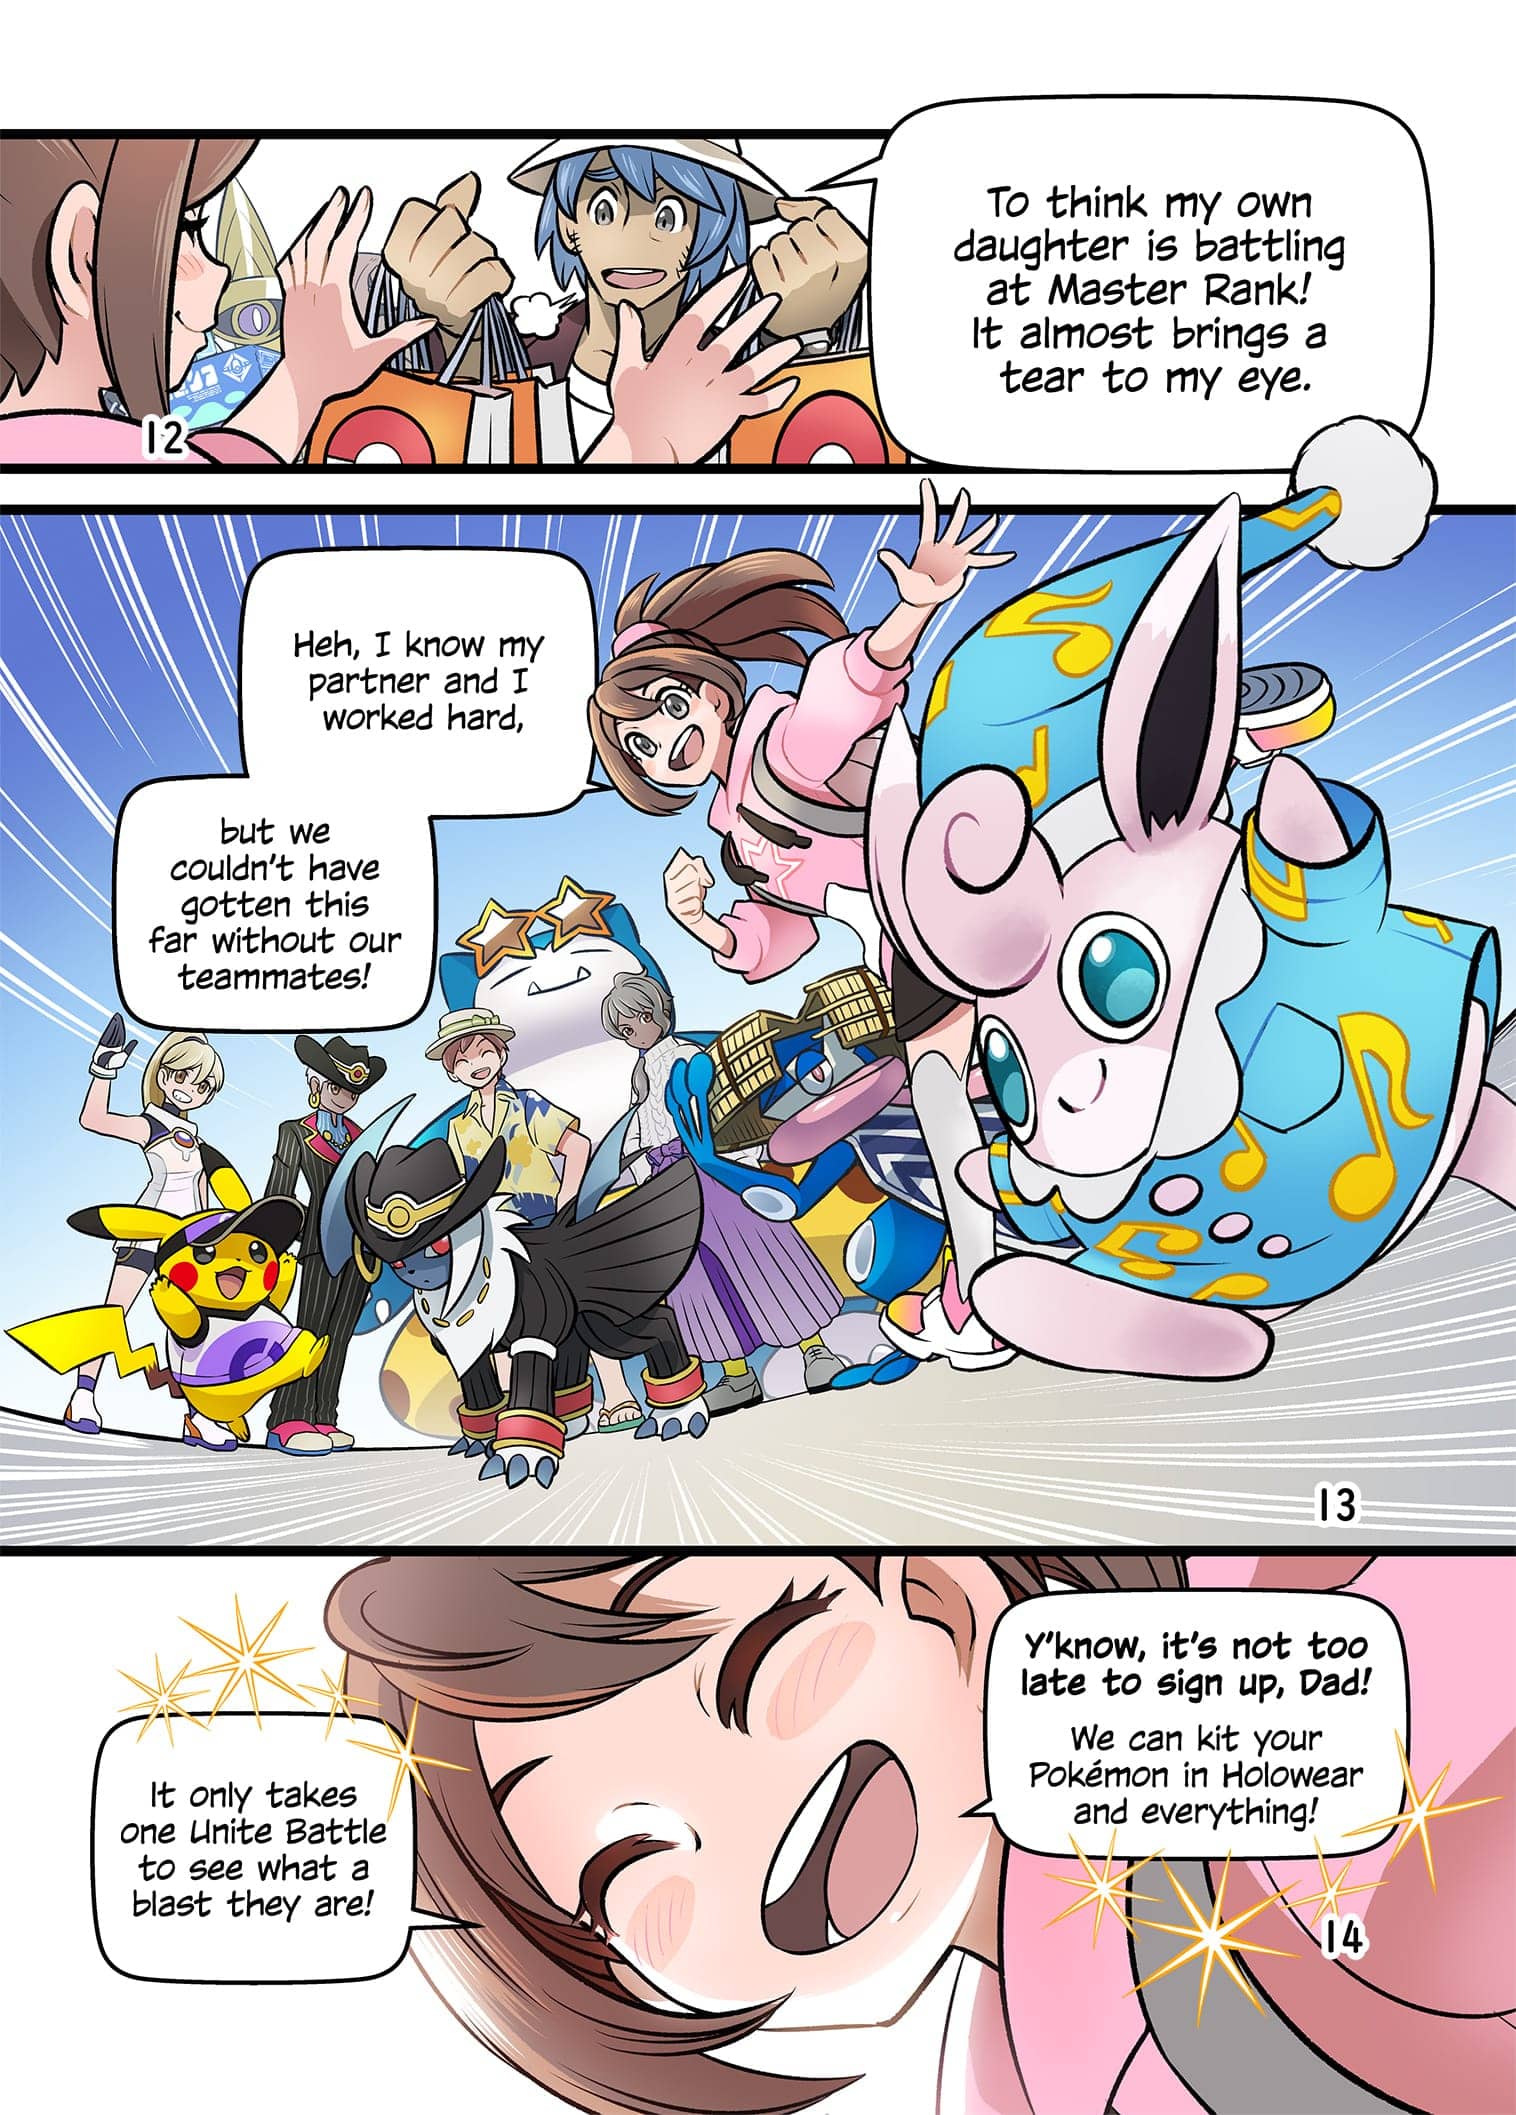 To think my own
daughter is battling
at Master Rank!
It almost brings a
tear to my eye.
12
Heh, I know my
partner and I
worked hard,
but we
couldn't have
gotten this
far without our
teammates!
13
Y'know, it's not too
late to sign up, Dad!
We can kit your
Pokémon in Holowear
and everything!
It only takes
one Unite Battle
to see what a
blast they are!
14